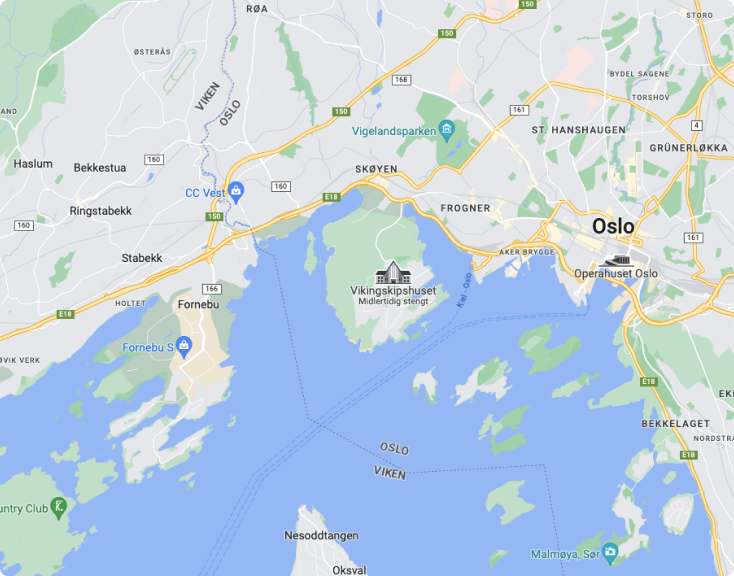 RØA
150
STORO
ØSTERÅS
150
BYDEL SAGENE
168
VIKEN
OSLO
TORSHOV
161
150
4
Vigelandsparken
ST. HANSHAUGEN
GRÜNERLØKKA
160
Haslum
Bekkestua
SKØYEN
160
CC Vest
E18
Ringstabekk
FROGNER
150
160
Oslo
161
Stabekk
AKER BRYGGE
Operahuset Oslo
Kiel - Oslo
166
Vikingskipshuset
Midlertidig stengt
HOLTET
Fornebu
E18
Fornebu S
ØVIK VERK
E18
BEKKELAGET
NORDSTRA
OSLO
VIKEN
E18
untry Club
Nesoddtangen
Malmøya, Sør
Oksval